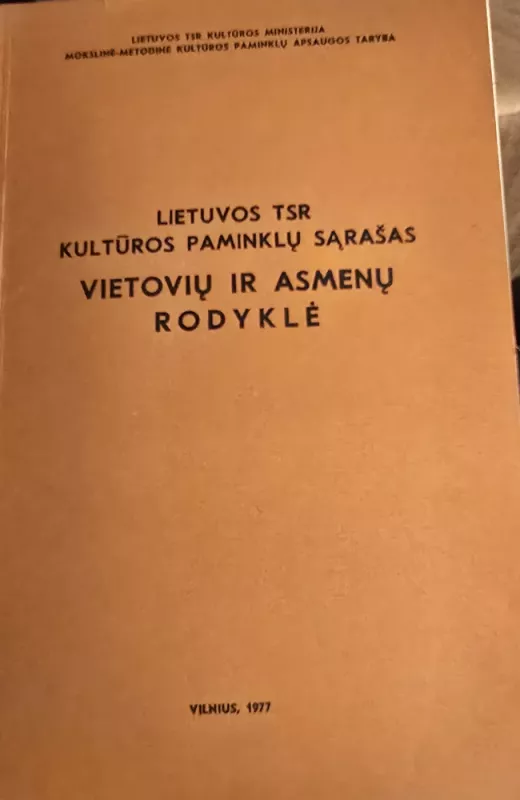 LIETUVOS TSR KULTŪROS MINISTERIJA
MOKSLINĖ-METODINĖ KULTŪROS PAMINKLŲ APSAUGOS TARYBA
LIETUVOS TSR
KULTŪROS PAMINKLŲ SĄRAŠAS
VIETOVIŲ IR ASMENŲ
RODYKLĖ
VILNIUS, 1977